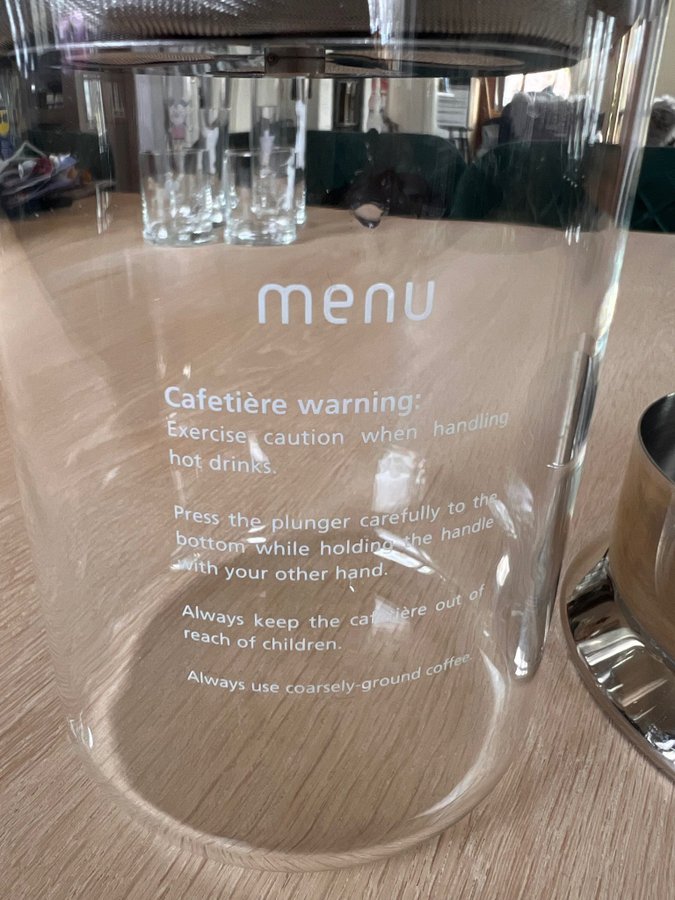 menu
Cafetière warning:
Exercise caution when handling
hot drinks.
Press the plunger carefully to the
bottom while holding the handle
with your other hand.
Always keep the cafetière out of
reach of children.
Always use coarsely-ground coffee.